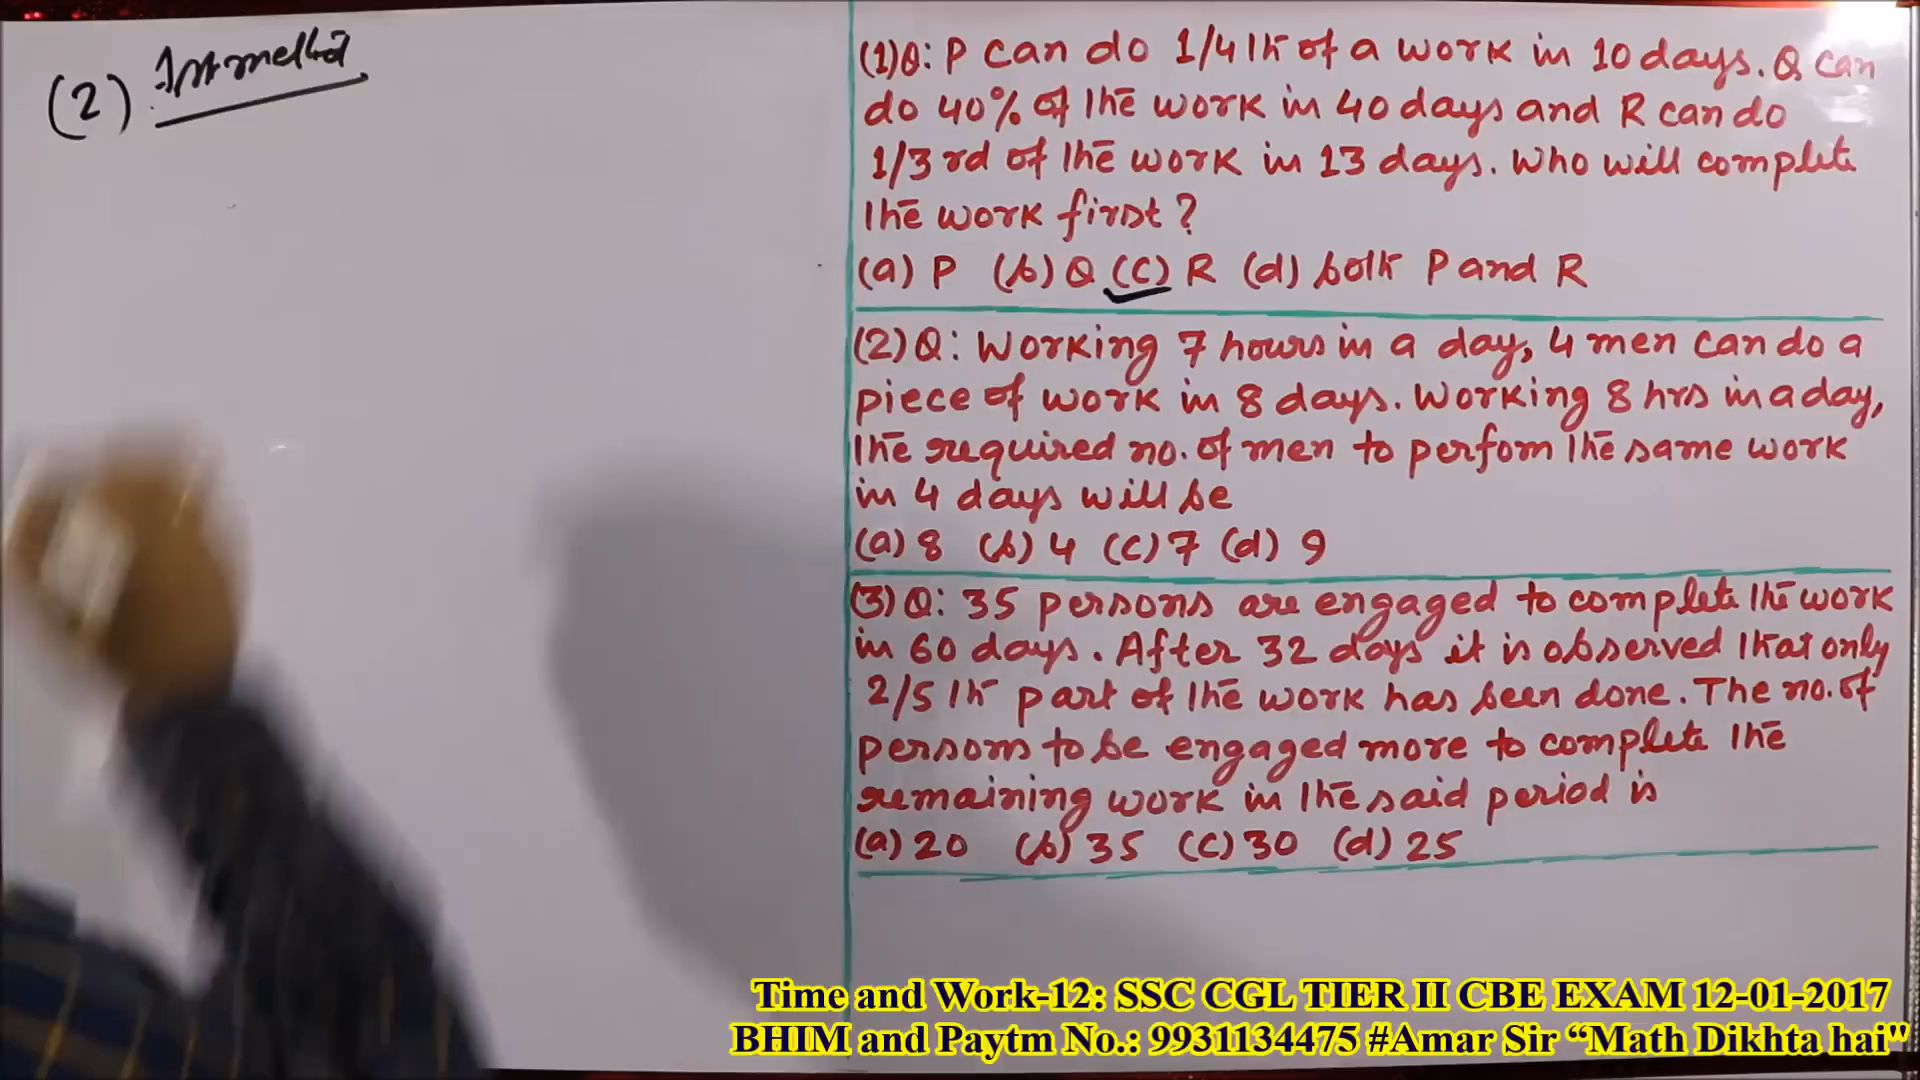 (2) 1st method
(1)Q: P can do 1/4 th of a work in 10 days. Q can
do 40% of the work in 40 days and R can do
1/3 rd of the work in 13 days. Who will complete
the work first?
(a) P (b) Q (c) R (d) both P and R
(2) Q: Working 7 hours in a day, 4 men can do a
piece of work in 8 days. Working 8 hrs in a day,
the required no. of men to perfom the same work
in 4 days will be
(a) 8 (b) 4 (c) 7 (d) 9
(3) Q: 35 persons are engaged to complete the work
in 60 days. After 32 days it is observed that only
2/5 th part of the work has been done. The no. of
persons to be engaged more to complete the
remaining work in the said period is
(a) 20 (b) 35 (c) 30 (d) 25
Time and Work-12: SSC CGL TIER II CBE EXAM 12-01-2017
BHIM and Paytm No.: 9931134475 #Amar Sir “Math Dikhta hai"